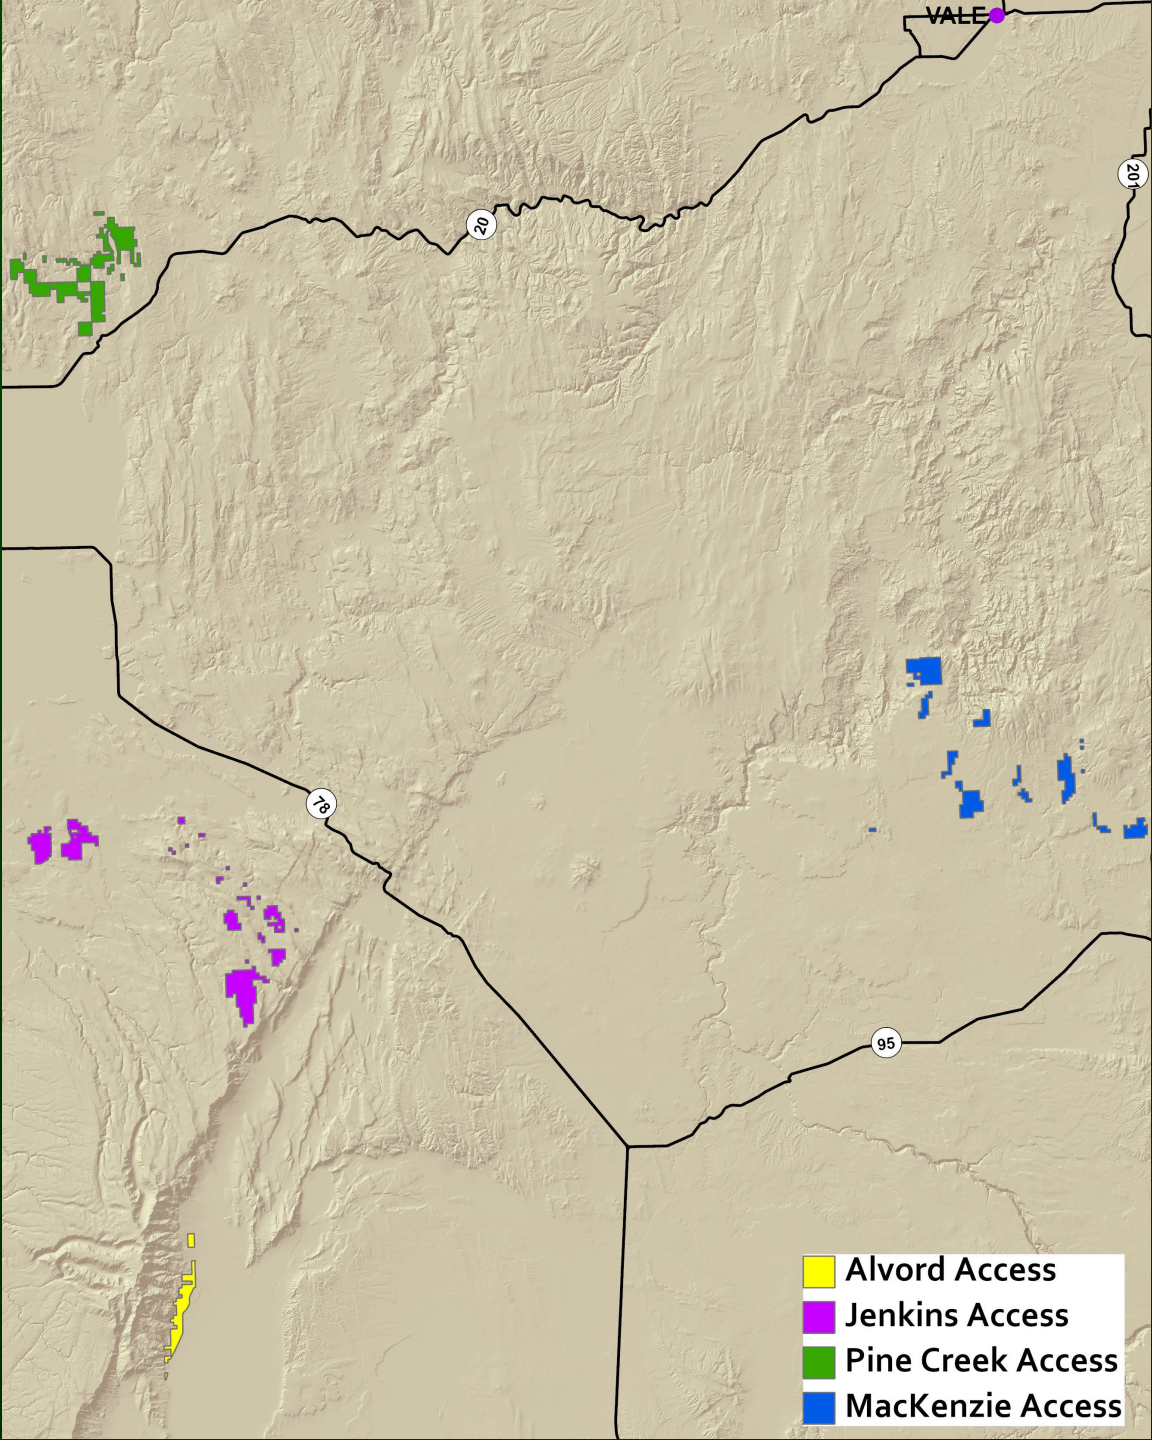 VALE
201
20
78
95
Alvord Access
Jenkins Access
Pine Creek Access
MacKenzie Access